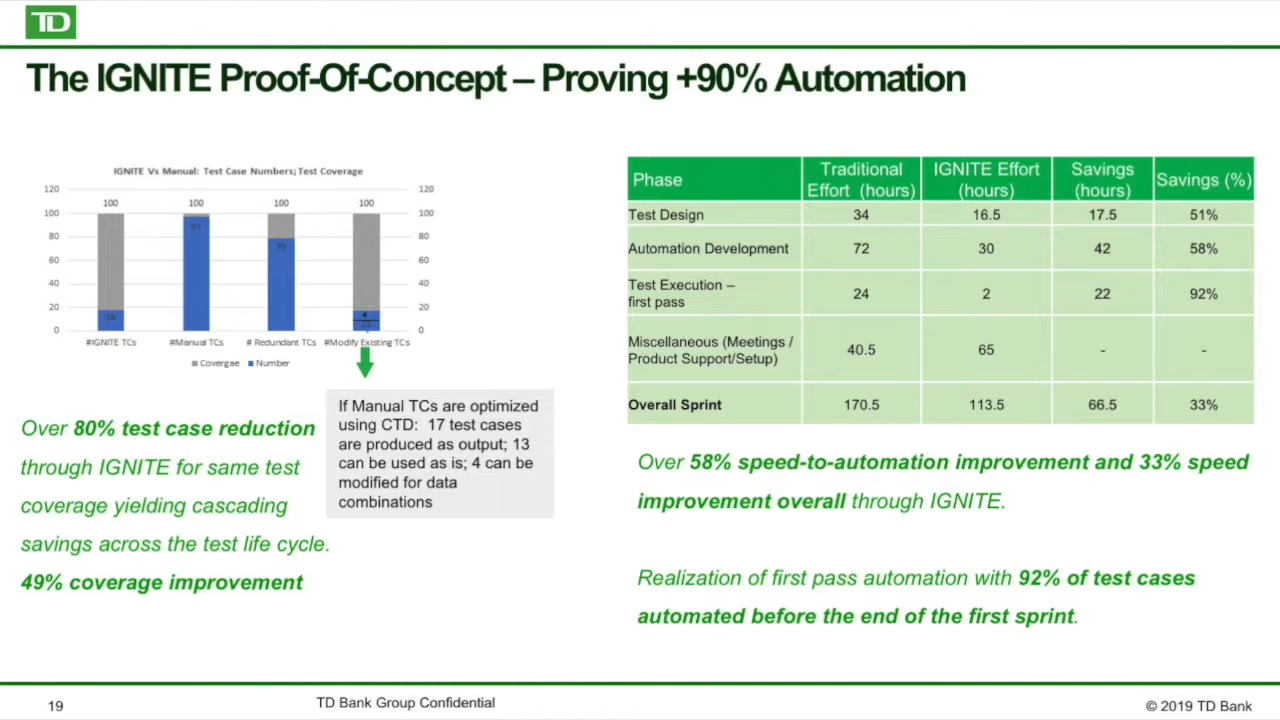 TD
The IGNITE Proof-Of-Concept – Proving +90% Automation
IGNITE Vs Manual: Test Case Numbers; Test Coverage
120 120
100 100 100 100 100 100
97
80 80
79
60 60
40 40
20 20
18
4
13
0 0
#IGNITE TCs #Manual TCs # Redundant TCs #Modify Existing TCs
Covergae Number
If Manual TCs are optimized
using CTD: 17 test cases
are produced as output; 13
can be used as is; 4 can be
modified for data
combinations
Over 80% test case reduction
through IGNITE for same test
coverage yielding cascading
savings across the test life cycle.
49% coverage improvement
Phase Traditional Effort (hours) IGNITE Effort (hours) Savings (hours) Savings (%)
Test Design 34 16.5 17.5 51%
Automation Development 72 30 42 58%
Test Execution –
first pass 24 2 22 92%
Miscellaneous (Meetings /
Product Support/Setup) 40.5 65 - -
Overall Sprint 170.5 113.5 66.5 33%
Over 58% speed-to-automation improvement and 33% speed
improvement overall through IGNITE.
Realization of first pass automation with 92% of test cases
automated before the end of the first sprint.
19
TD Bank Group Confidential
© 2019 TD Bank